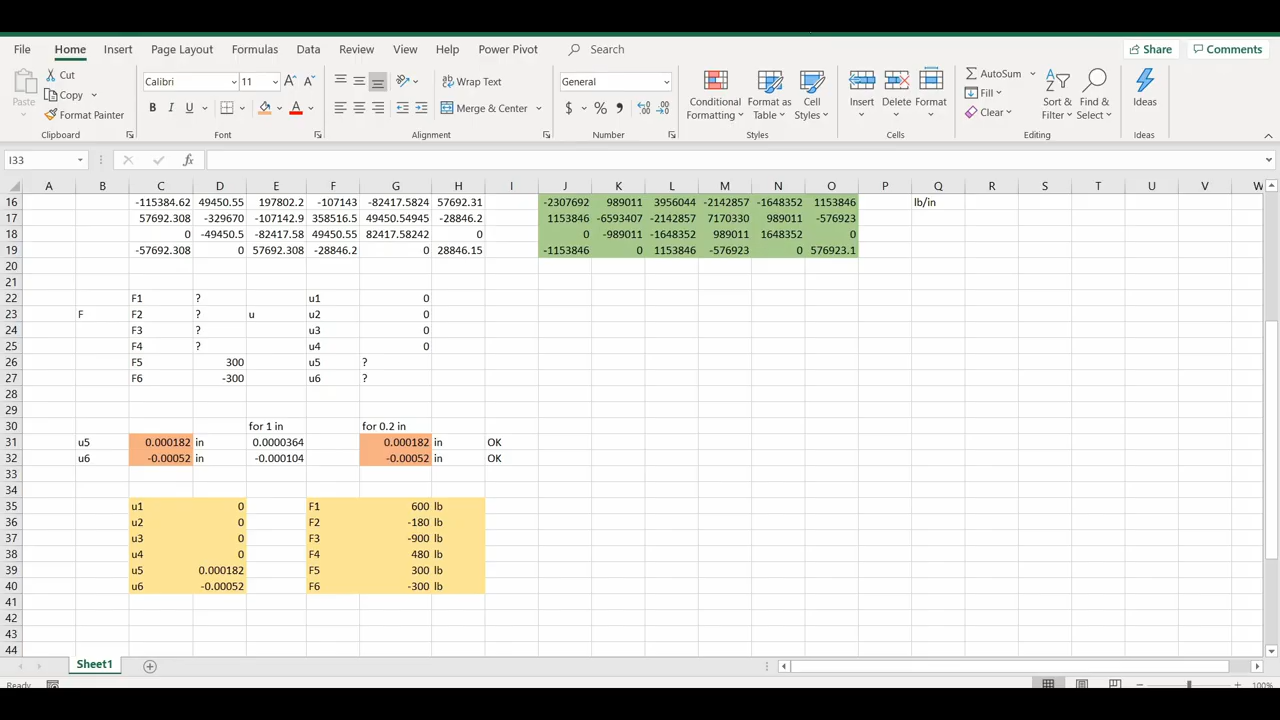 File Home Insert Page Layout Formulas Data Review View Help Power Pivot Search Share Comments
Paste Cut Copy Format Painter Clipboard
Calibri 11 A A B I U A Font
Wrap Text Merge & Center Alignment
General $ % , Number
Conditional Formatting Format as Table Cell Styles Styles
Insert Delete Format Cells
AutoSum Fill Clear Sort & Filter Find & Select Editing
Ideas Ideas
I33 fx
A B C D E F G H I J K L M N O P Q R S T U V W
16 -115384.62 49450.55 197802.2 -107143 -82417.5824 57692.31 -2307692 989011 3956044 -2142857 -1648352 1153846 lb/in
17 57692.308 -329670 -107142.9 358516.5 49450.54945 -28846.2 1153846 -6593407 -2142857 7170330 989011 -576923
18 0 -49450.5 -82417.58 49450.55 82417.58242 0 0 -989011 -1648352 989011 1648352 0
19 -57692.308 0 57692.308 -28846.2 0 28846.15 -1153846 0 1153846 -576923 0 576923.1
20
21
22 F1 ? u1 0
23 F F2 ? u u2 0
24 F3 ? u3 0
25 F4 ? u4 0
26 F5 300 u5 ?
27 F6 -300 u6 ?
28
29
30 for 1 in for 0.2 in
31 u5 0.000182 in 0.0000364 0.000182 in OK
32 u6 -0.00052 in -0.000104 -0.00052 in OK
33
34
35 u1 0 F1 600 lb
36 u2 0 F2 -180 lb
37 u3 0 F3 -900 lb
38 u4 0 F4 480 lb
39 u5 0.000182 F5 300 lb
40 u6 -0.00052 F6 -300 lb
41
42
43
44
Sheet1
Ready 100%